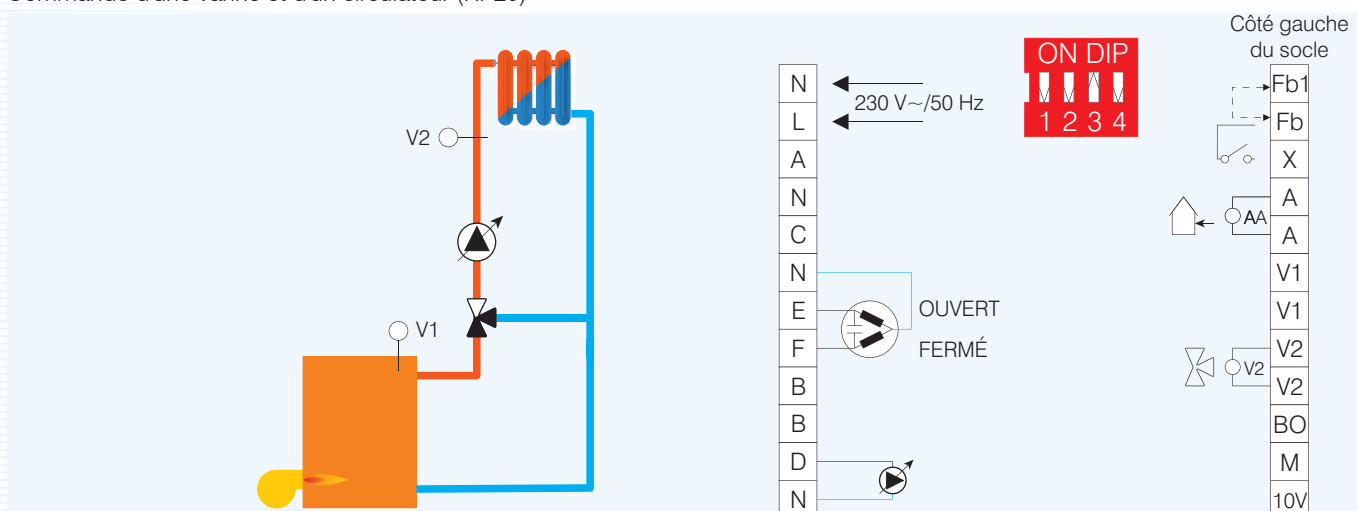 V2
V1
N
L
A
N
C
N
E
F
B
B
D
N
230 V~/50 Hz
OUVERT
FERMÉ
ON DIP
1 2 3 4
Côté gauche
du socle
Fb1
Fb
X
A
AA
A
V1
V1
V2
V2
V2
BO
M
10V